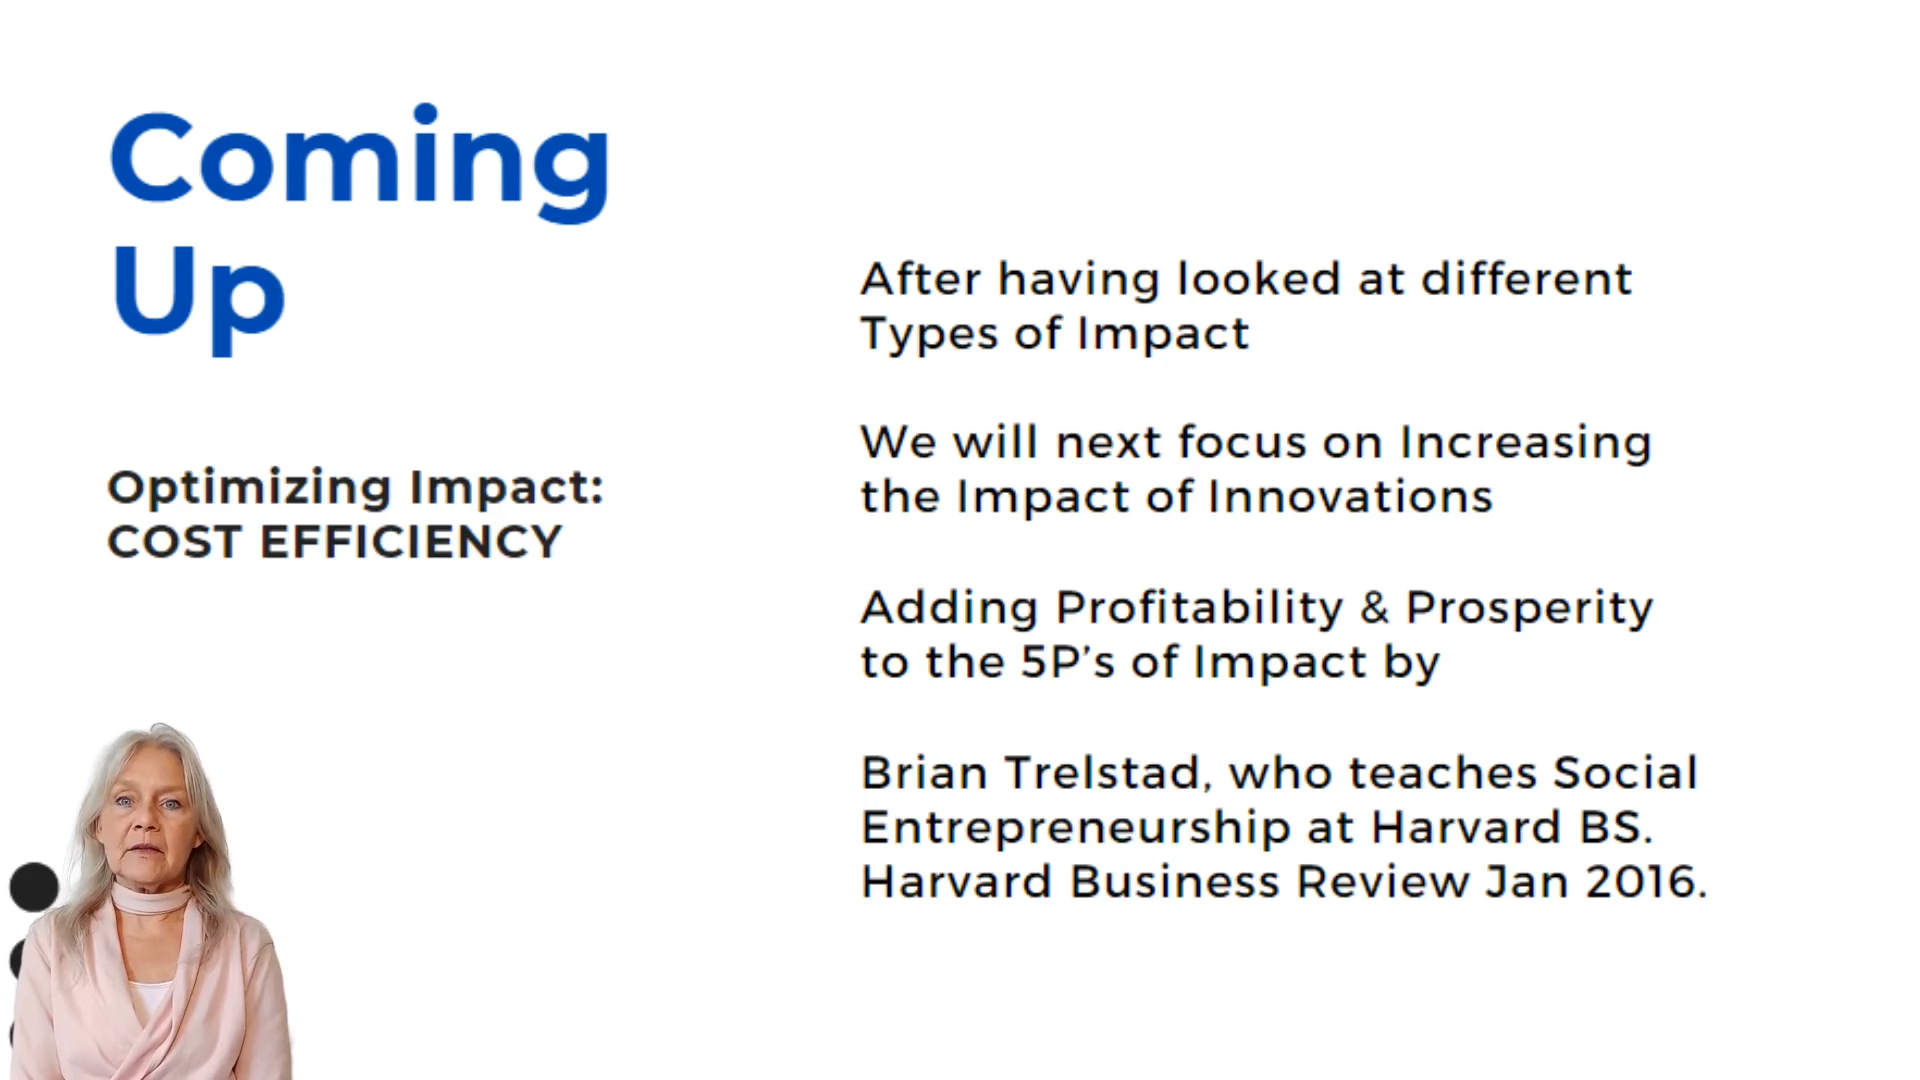 Coming
Up
Optimizing Impact:
COST EFFICIENCY
After having looked at different
Types of Impact
We will next focus on Increasing
the Impact of Innovations
Adding Profitability & Prosperity
to the 5P's of Impact by
Brian Trelstad, who teaches Social
Entrepreneurship at Harvard BS.
Harvard Business Review Jan 2016.